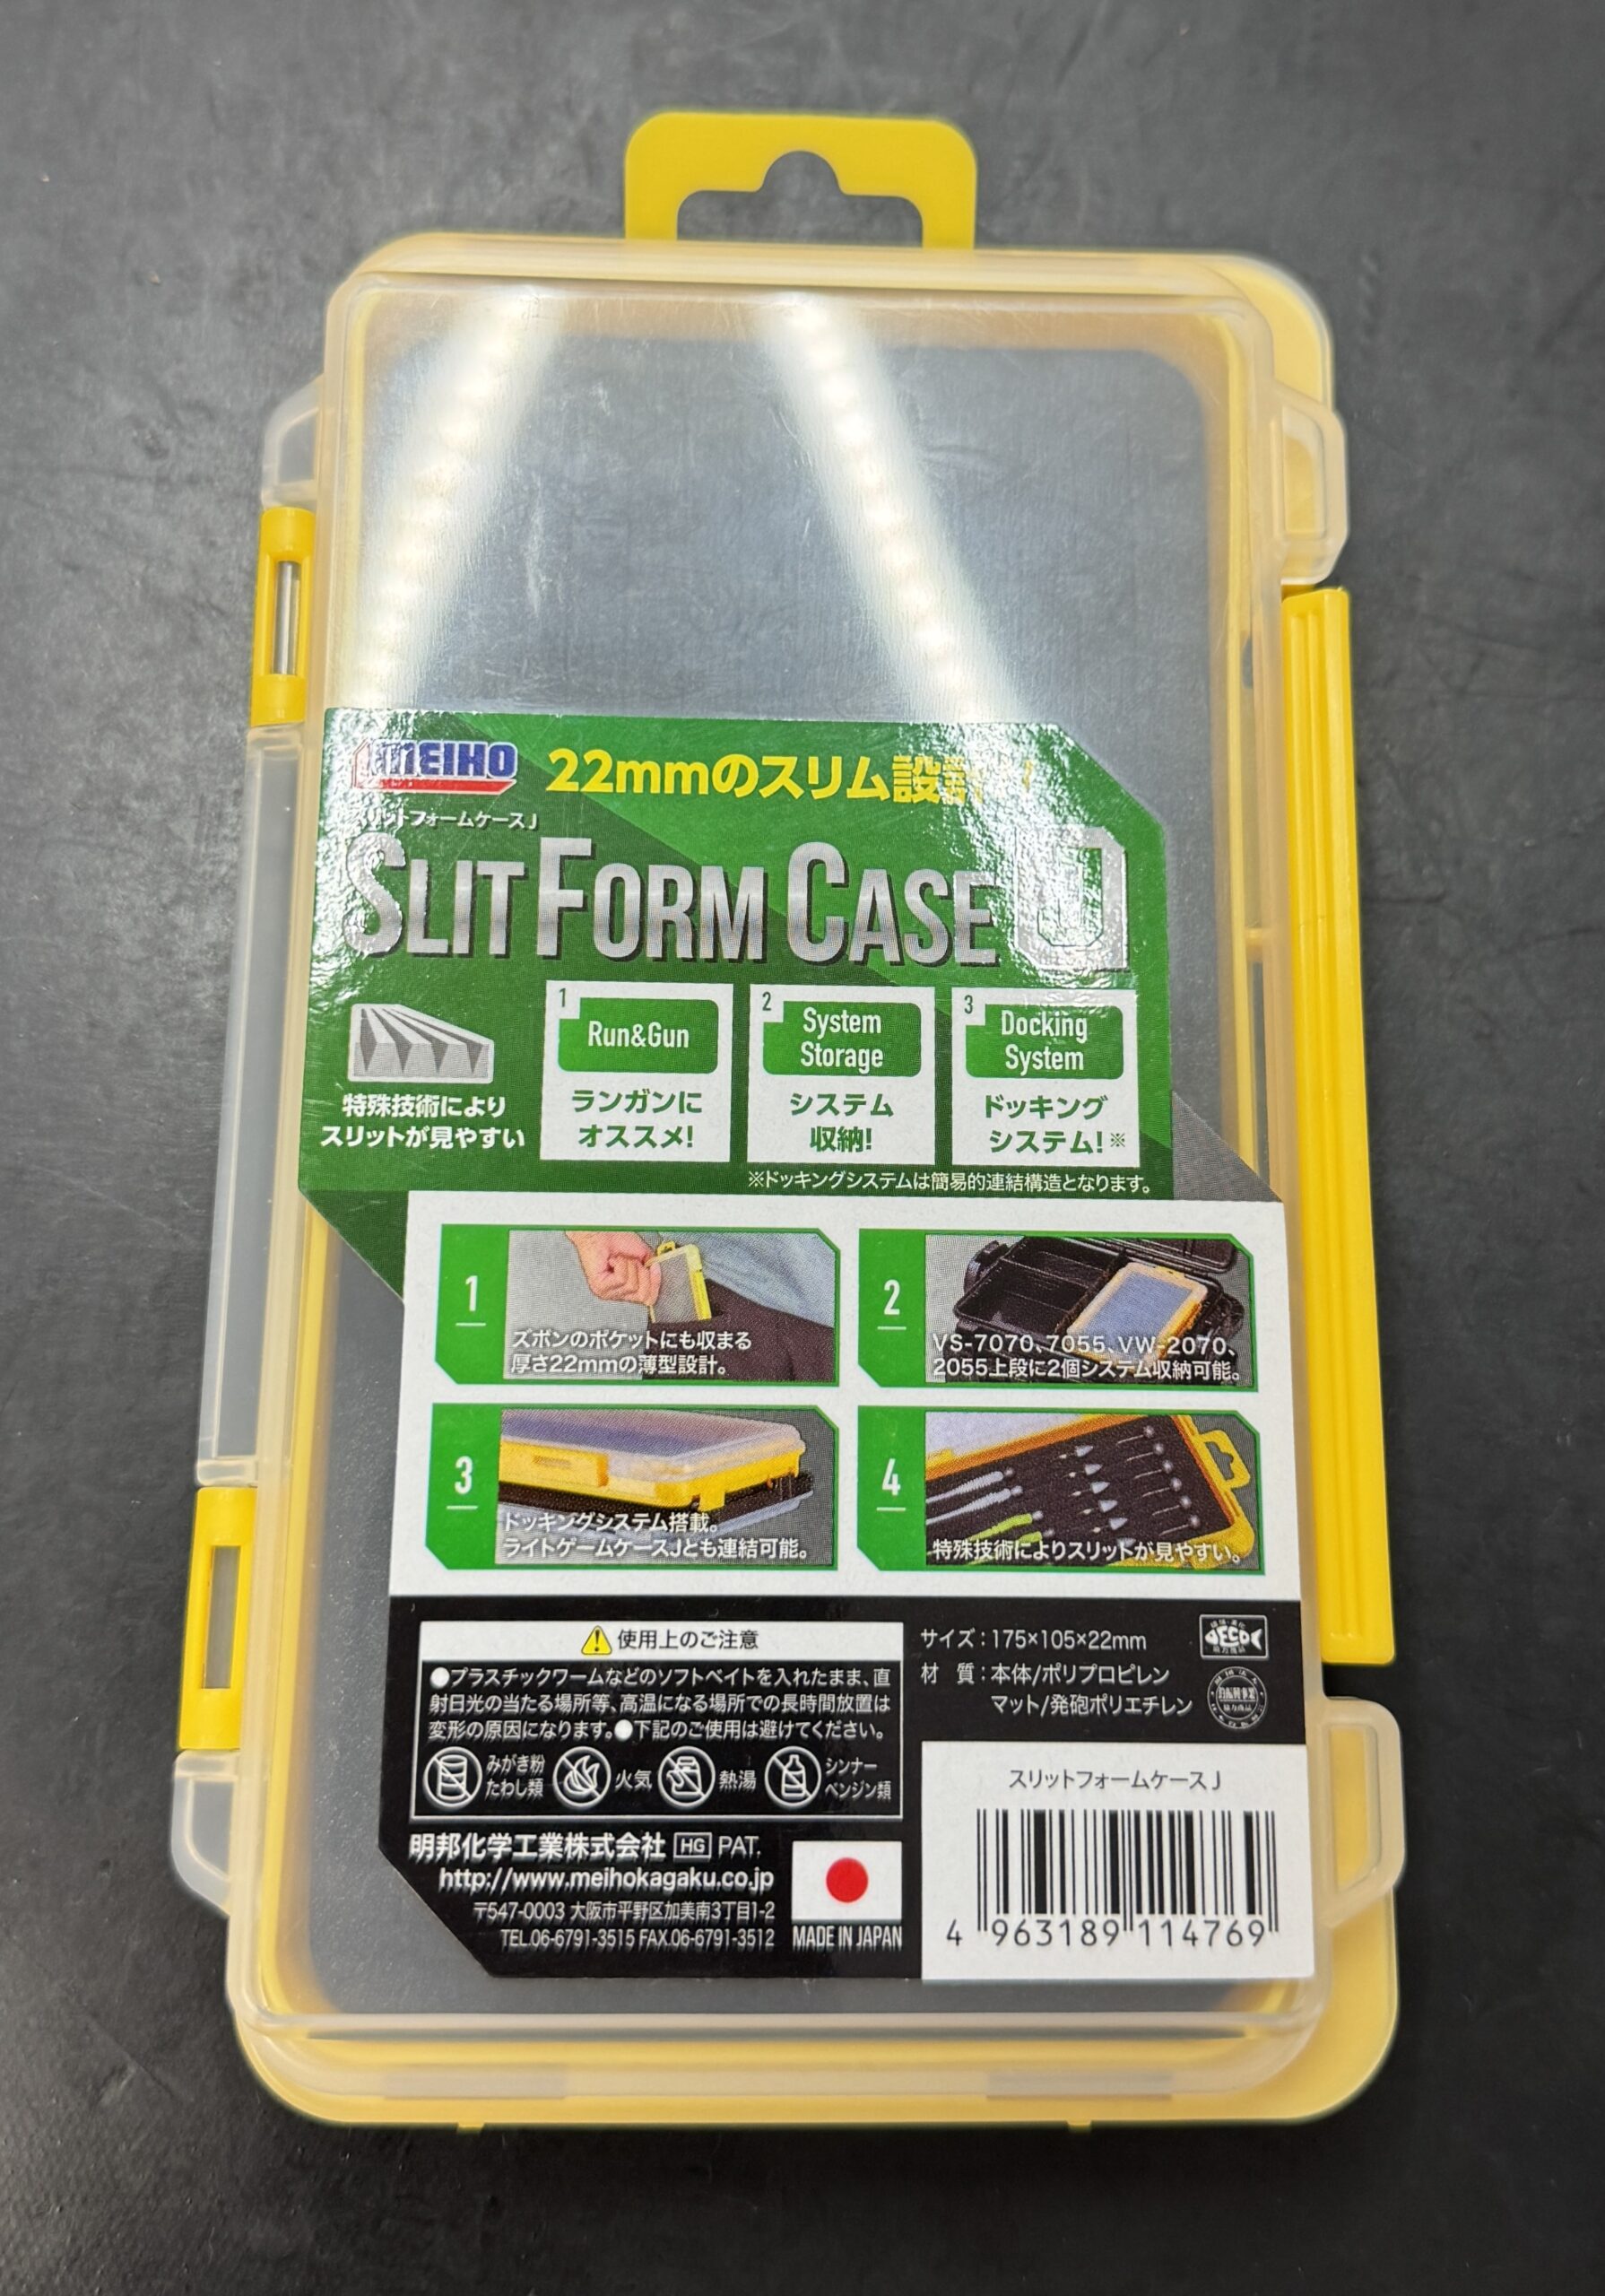 MEIHO
22mmのスリム設計
スリットフォームケースJ
SLIT FORM CASE J
特殊技術により
スリットが見やすい
1
Run&Gun
ランガンに
オススメ!
2
System
Storage
システム
収納!
3
Docking
System
ドッキング
システム!※
※ドッキングシステムは簡易的連結構造となります。
1
ズボンのポケットにも収まる
厚さ22mmの薄型設計。
2
VS-7070、7055、VW-2070、
2055上段に2個システム収納可能。
3
ドッキングシステム搭載。
ライトゲームケースJとも連結可能。
4
特殊技術によりスリットが見やすい。
使用上のご注意
●プラスチックワームなどのソフトベイトを入れたまま、直
射日光の当たる場所等、高温になる場所での長時間放置は
変形の原因になります。●下記のご使用は避けてください。
みがき粉
たわし類
火気
熱湯
シンナー
ベンジン類
サイズ：175×105×22mm
材　質：本体/ポリプロピレン
マット/発砲ポリエチレン
ECO
明邦化学工業株式会社 HG PAT.
http://www.meihokagaku.co.jp
〒547-0003 大阪市平野区加美南3丁目1-2
TEL.06-6791-3515 FAX.06-6791-3512
MADE IN JAPAN
スリットフォームケースJ
4 963189 114769